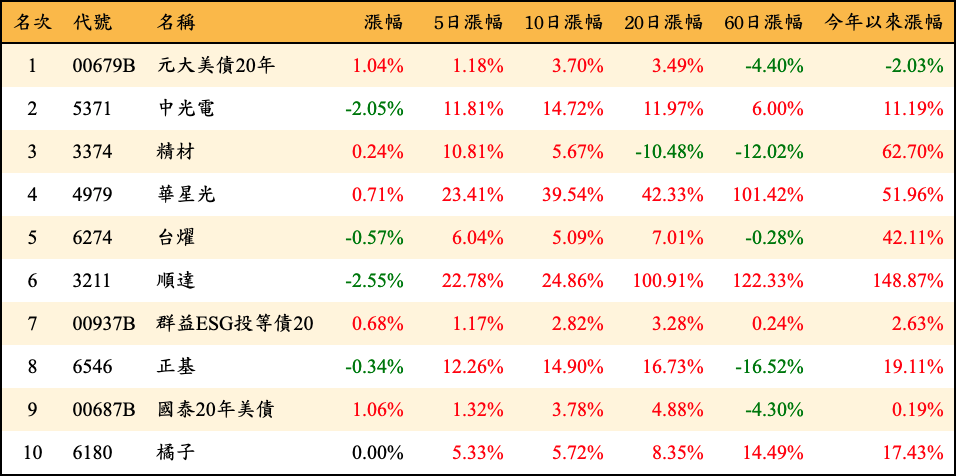 名次 代號 名稱 漲幅 5日漲幅 10日漲幅 20日漲幅 60日漲幅 今年以來漲幅
1 00679B 元大美債20年 1.04% 1.18% 3.70% 3.49% -4.40% -2.03%
2 5371 中光電 -2.05% 11.81% 14.72% 11.97% 6.00% 11.19%
3 3374 精材 0.24% 10.81% 5.67% -10.48% -12.02% 62.70%
4 4979 華星光 0.71% 23.41% 39.54% 42.33% 101.42% 51.96%
5 6274 台燿 -0.57% 6.04% 5.09% 7.01% -0.28% 42.11%
6 3211 順達 -2.55% 22.78% 24.86% 100.91% 122.33% 148.87%
7 00937B 群益ESG投等債20 0.68% 1.17% 2.82% 3.28% 0.24% 2.63%
8 6546 正基 -0.34% 12.26% 14.90% 16.73% -16.52% 19.11%
9 00687B 國泰20年美債 1.06% 1.32% 3.78% 4.88% -4.30% 0.19%
10 6180 橘子 0.00% 5.33% 5.72% 8.35% 14.49% 17.43%